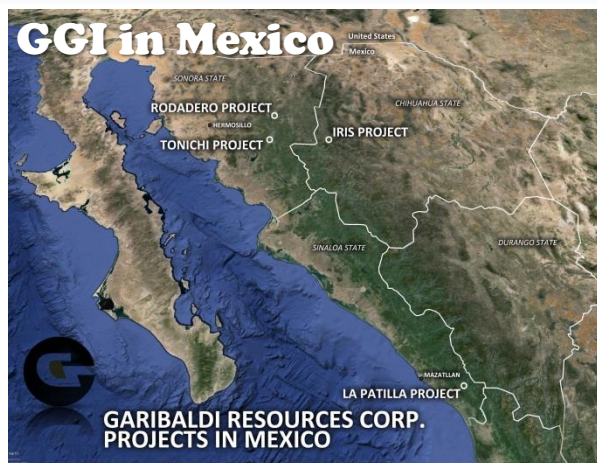 GGI in Mexico
United States
Mexico
SONORA STATE
CHIHUAHUA STATE
RODADERO PROJECT
HERMOSILLO
IRIS PROJECT
TONICHI PROJECT
SINALOA STATE
DURANGO STATE
MAZATLLAN
LA PATILLA PROJECT
G
GARIBALDI RESOURCES CORP.
PROJECTS IN MEXICO